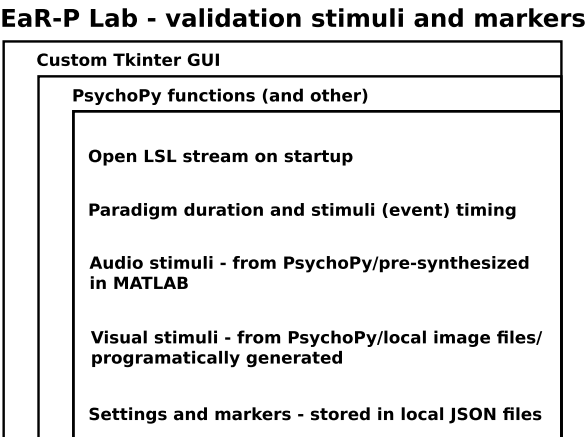 EaR-P Lab - validation stimuli and markers
Custom Tkinter GUI
PsychoPy functions (and other)
Open LSL stream on startup
Paradigm duration and stimuli (event) timing
Audio stimuli - from PsychoPy/pre-synthesized
in MATLAB
Visual stimuli - from PsychoPy/local image files/
programatically generated
Settings and markers - stored in local JSON files